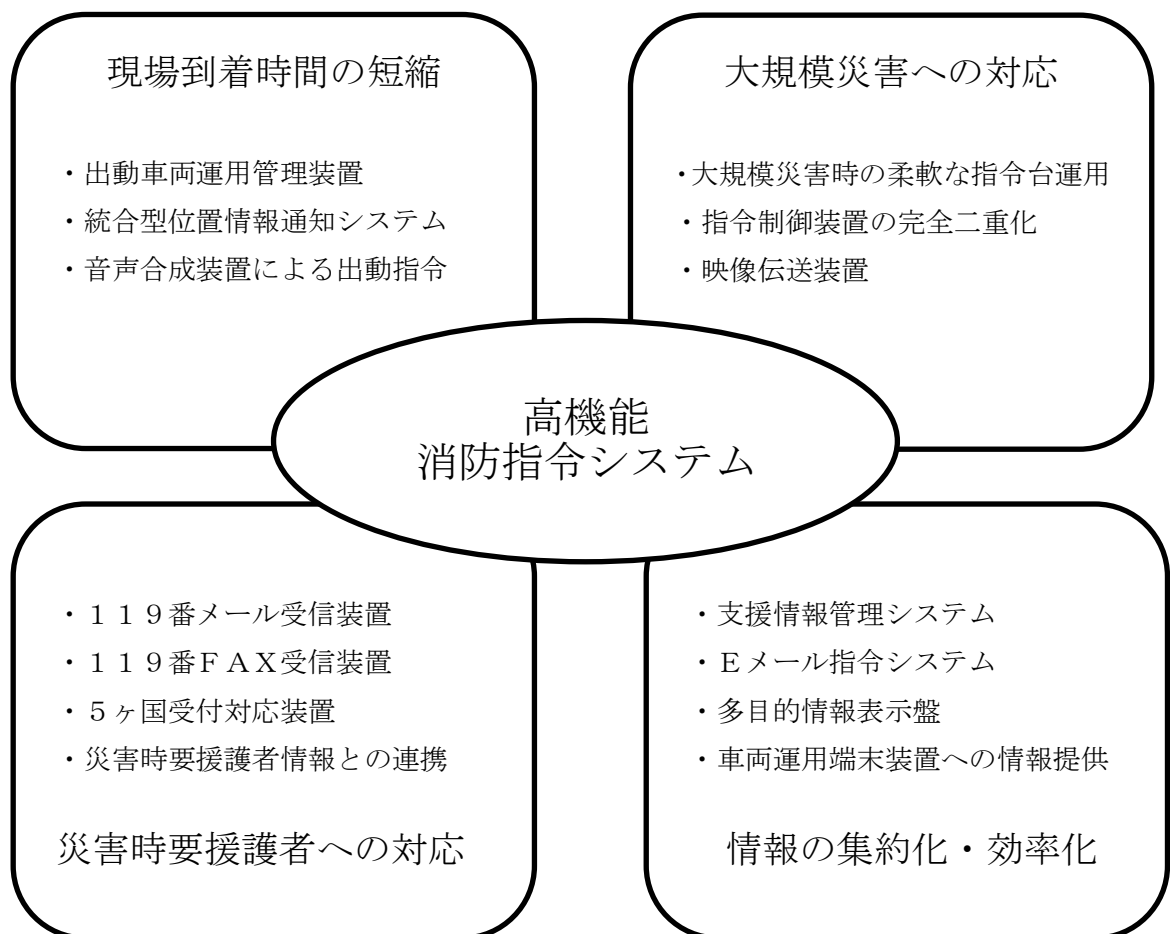 現場到着時間の短縮
・出動車両運用管理装置
・統合型位置情報通知システム
・音声合成装置による出動指令
大規模災害への対応
・大規模災害時の柔軟な指令台運用
・指令制御装置の完全二重化
・映像伝送装置
高機能
消防指令システム
・１１９番メール受信装置
・１１９番ＦＡＸ受信装置
・５ヶ国受付対応装置
・災害時要援護者情報との連携
災害時要援護者への対応
・支援情報管理システム
・Ｅメール指令システム
・多目的情報表示盤
・車両運用端末装置への情報提供
情報の集約化・効率化